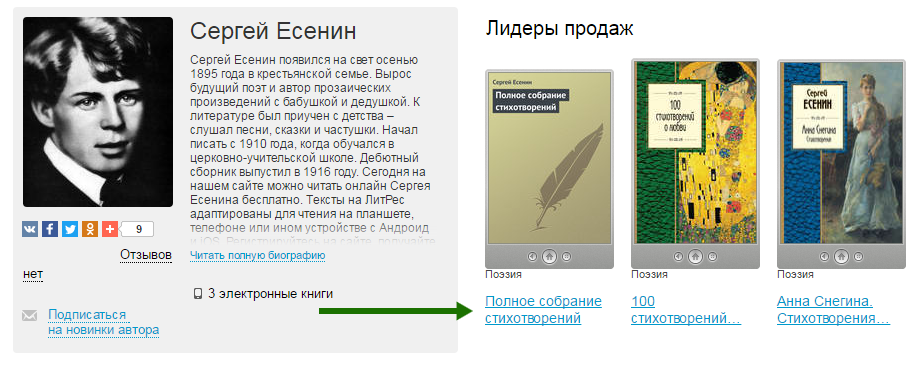 Сергей Есенин
Сергей Есенин появился на свет осенью
1895 года в крестьянской семье. Вырос
будущий поэт и автор прозаических
произведений с бабушкой и дедушкой. К
литературе был приучен с детства –
слушал песни, сказки и частушки. Начал
писать с 1910 года, когда обучался в
церковно-учительской школе. Дебютный
сборник выпустил в 1916 году. Сегодня на
нашем сайте можно читать онлайн Сергея
Есенина бесплатно. Тексты на ЛитРес
адаптированы для чтения на планшете,
телефоне или ином устройстве с Андроид
и iOS. Регистрируйтесь на сайте, получайте
Читать полную биографию
9
Отзывов
нет
3 электронные книги
Подписаться
на новинки автора
Лидеры продаж
Сергей Есенин
Полное собрание
стихотворений
Поэзия
Полное собрание
стихотворений
100
стихотворений
о любви
Поэзия
100
стихотворений…
Сергей
ЕСЕНИН
Анна Снегина
Стихотворения
Поэзия
Анна Снегина.
Стихотворения…